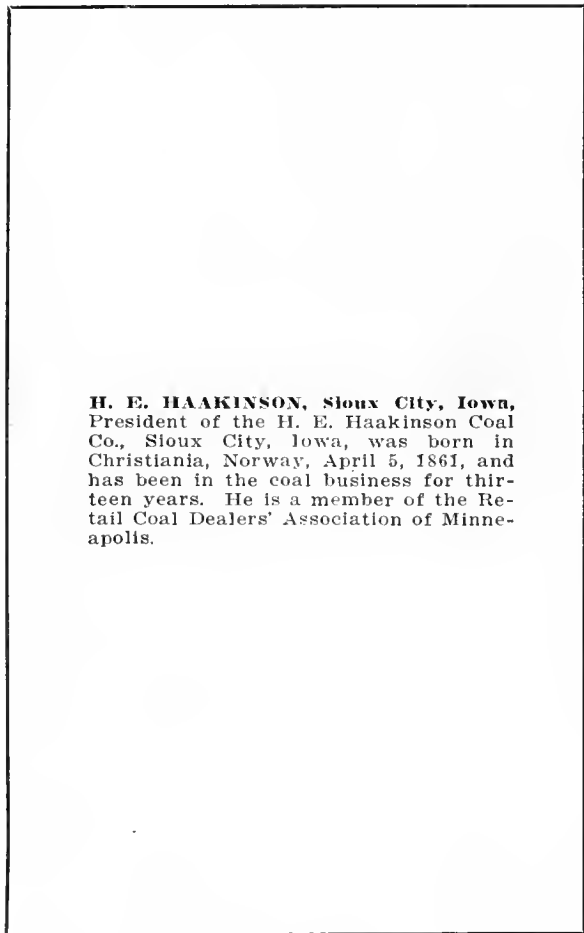 H. E. HAAKINSON, Sioux City, Iowa,
President of the H. E. Haakinson Coal
Co., Sioux City, Iowa, was born in
Christiania, Norway, April 5, 1861, and
has been in the coal business for thir-
teen years. He is a member of the Re-
tail Coal Dealers' Association of Minne-
apolis.